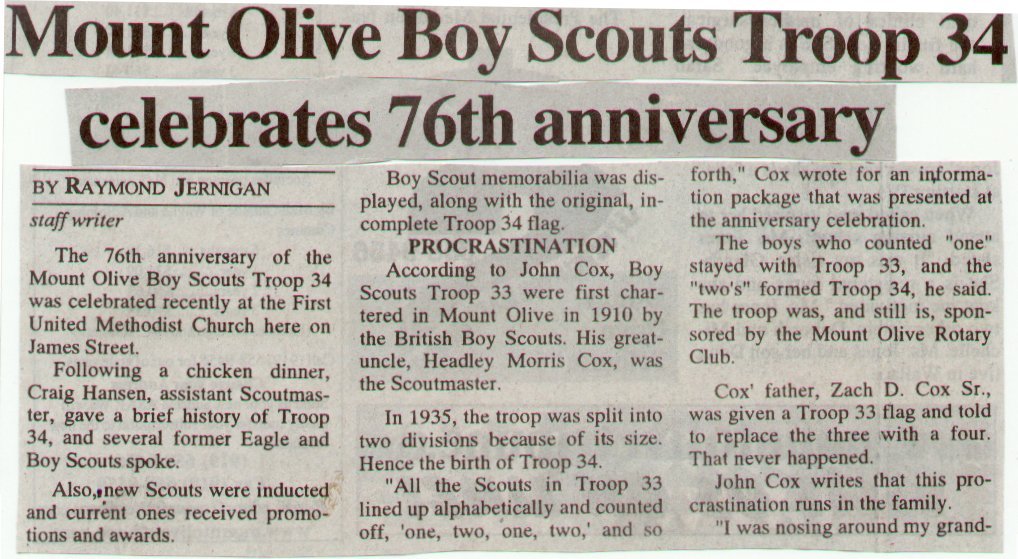 Mount Olive Boy Scouts Troop 34
celebrates 76th anniversary
BY RAYMOND JERNIGAN
staff writer
The 76th anniversary of the
Mount Olive Boy Scouts Troop 34
was celebrated recently at the First
United Methodist Church here on
James Street.
Following a chicken dinner,
Craig Hansen, assistant Scoutmas-
ter, gave a brief history of Troop
34, and several former Eagle and
Boy Scouts spoke.
Also, new Scouts were inducted
and current ones received promo-
tions and awards.
Boy Scout memorabilia was dis-
played, along with the original, in-
complete Troop 34 flag.
PROCRASTINATION
According to John Cox, Boy
Scouts Troop 33 were first char-
tered in Mount Olive in 1910 by
the British Boy Scouts. His great-
uncle, Headley Morris Cox, was
the Scoutmaster.
In 1935, the troop was split into
two divisions because of its size.
Hence the birth of Troop 34.
"All the Scouts in Troop 33
lined up alphabetically and counted
off, 'one, two, one, two,' and so
forth," Cox wrote for an informa-
tion package that was presented at
the anniversary celebration.
The boys who counted "one"
stayed with Troop 33, and the
"two's" formed Troop 34, he said.
The troop was, and still is, spon-
sored by the Mount Olive Rotary
Club.
Cox' father, Zach D. Cox Sr.,
was given a Troop 33 flag and told
to replace the three with a four.
That never happened.
John Cox writes that this pro-
crastination runs in the family.
"I was nosing around my grand-